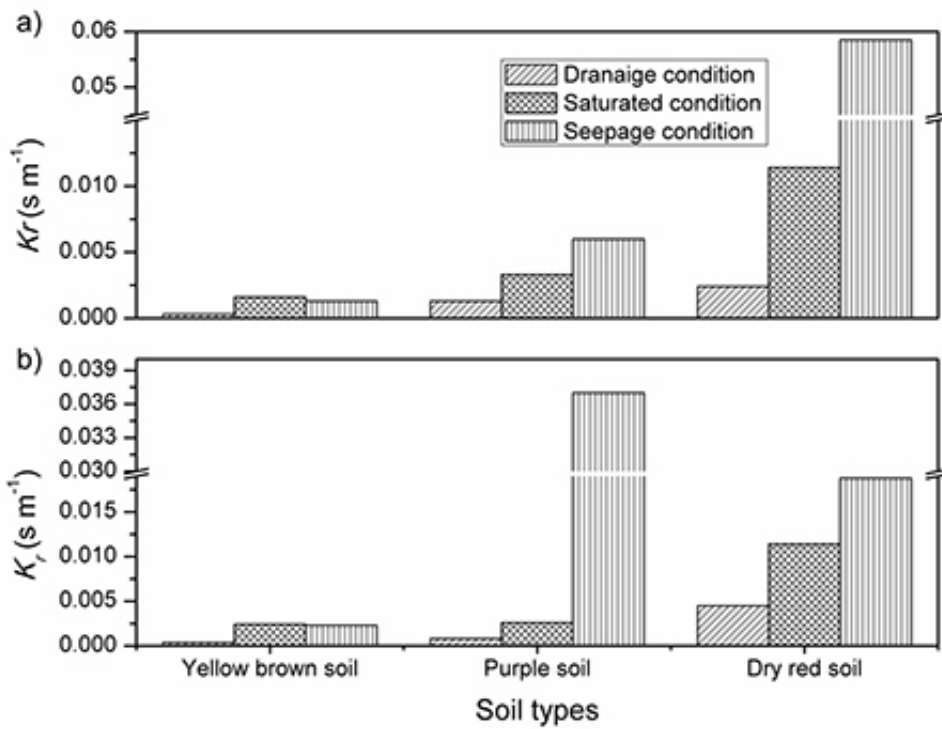 a)
0.06
0.05
0.010
0.005
0.000
Kr (s m⁻¹)
Dranaige condition
Saturated condition
Seepage condition
b)
0.039
0.036
0.033
0.030
0.015
0.010
0.005
0.000
Kr (s m⁻¹)
Yellow brown soil Purple soil Dry red soil
Soil types